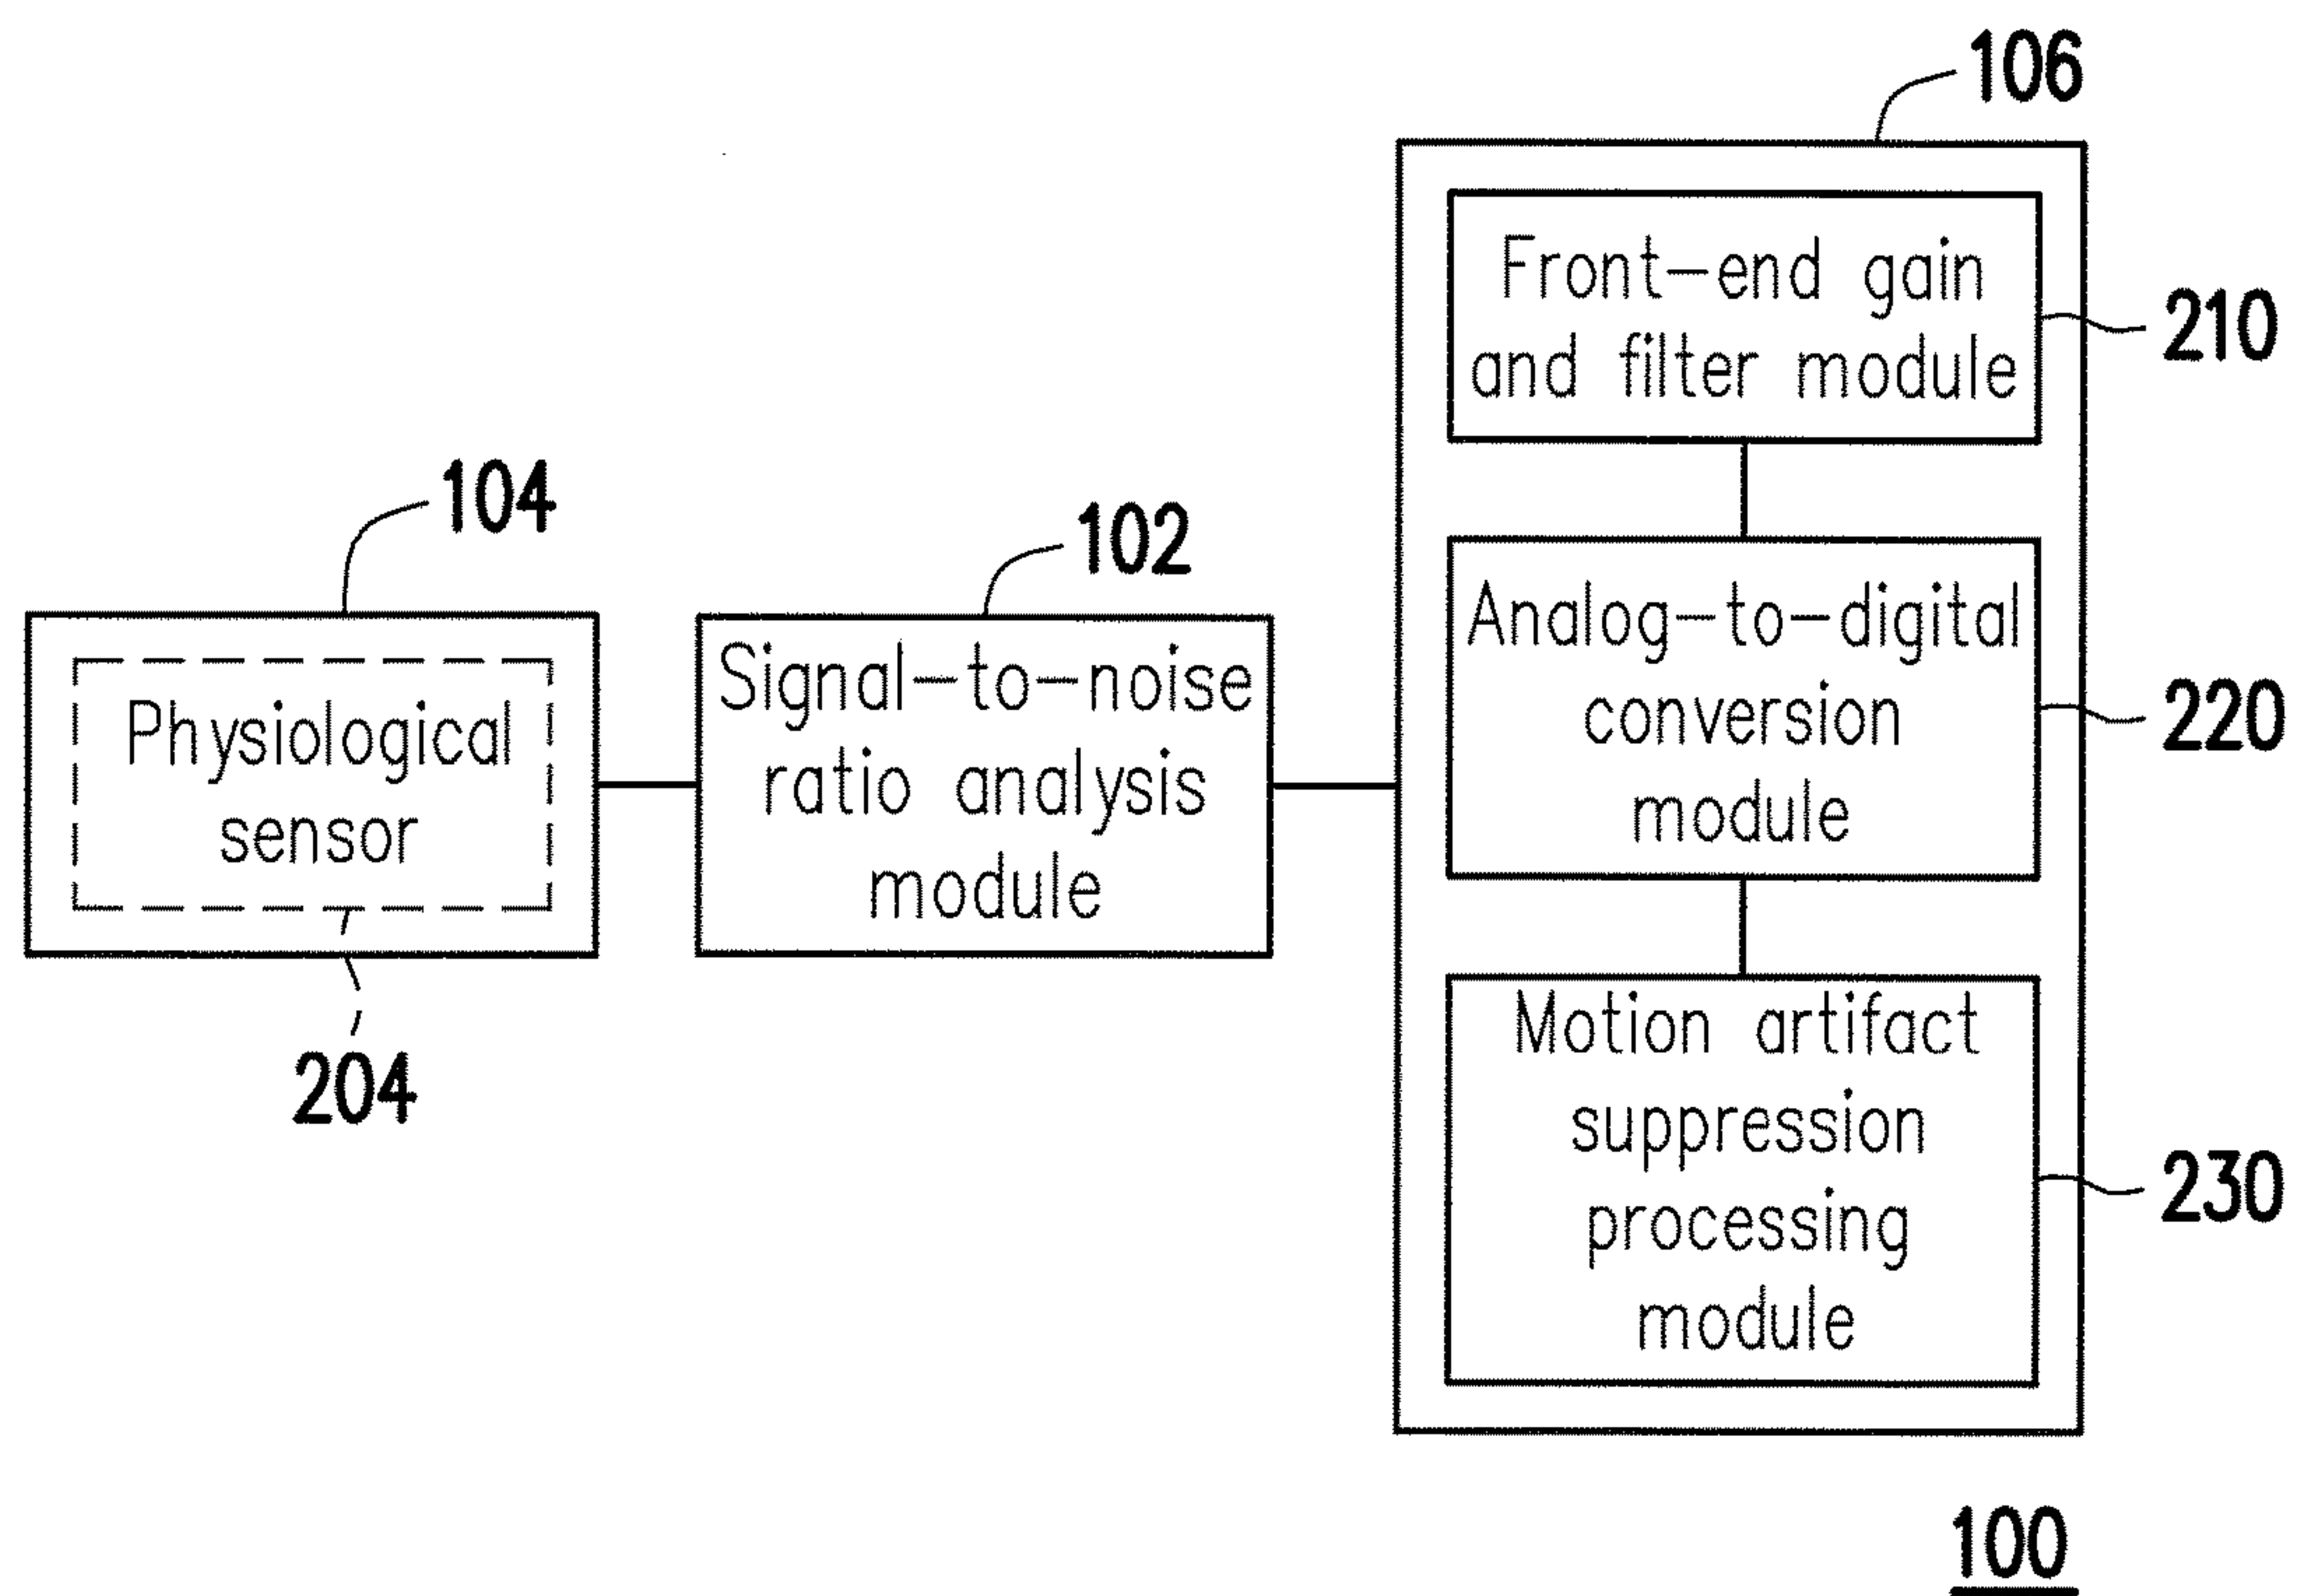 106
Front-end gain
and filter module
210
104
102
Physiological
sensor
204
Signal-to-noise
ratio analysis
module
Analog-to-digital
conversion
module
220
Motion artifact
suppression
processing
module
230
100